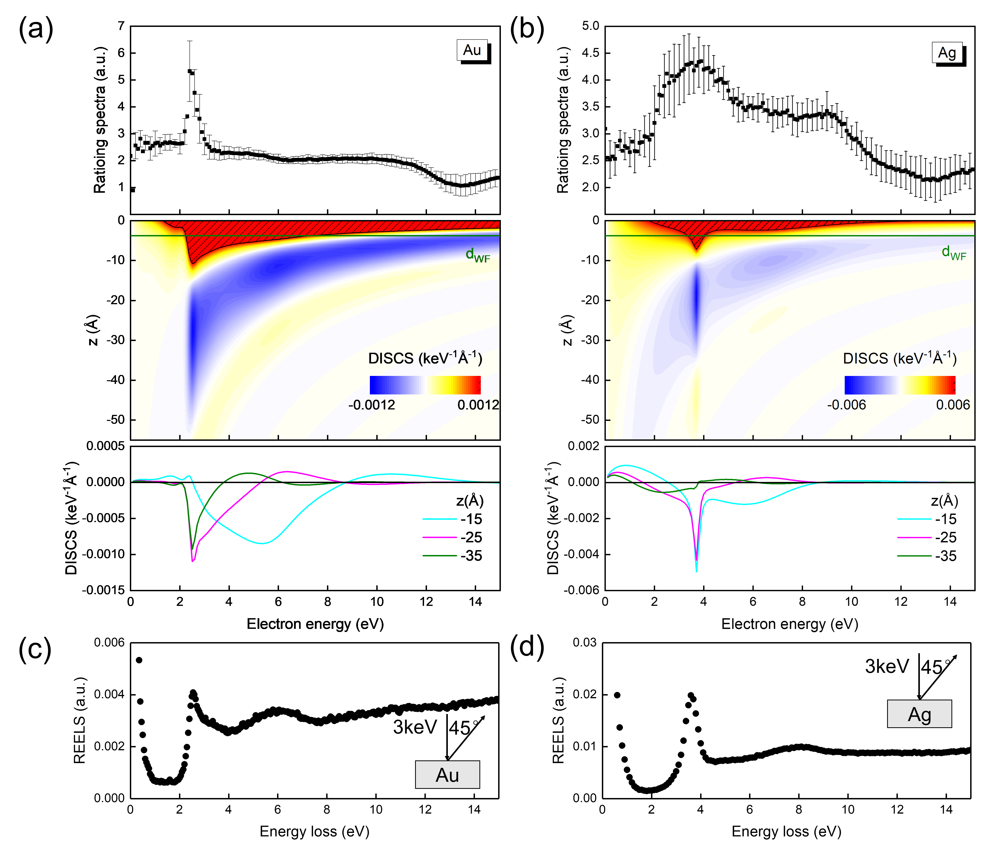 (a)
7
6
5
4
3
2
1
Ratioing spectra (a.u.)
Au
0
-10
-20
-30
-40
-50
z (Å)
d_WF
DISCS (keV⁻¹Å⁻¹)
-0.0012 0.0012
0.0005
0.0000
-0.0005
-0.0010
-0.0015
DISCS (keV⁻¹Å⁻¹)
z(Å)
-15
-25
-35
0 2 4 6 8 10 12 14
Electron energy (eV)
(b)
5.0
4.5
4.0
3.5
3.0
2.5
2.0
Ratioing spectra (a.u.)
Ag
0
-10
-20
-30
-40
-50
z (Å)
d_WF
DISCS (keV⁻¹Å⁻¹)
-0.006 0.006
0.002
0.000
-0.002
-0.004
-0.006
DISCS (keV⁻¹Å⁻¹)
z(Å)
-15
-25
-35
0 2 4 6 8 10 12 14
Electron energy (eV)
(c)
0.006
0.004
0.002
0.000
REELS (a.u.)
3keV 45°
Au
0 2 4 6 8 10 12 14
Energy loss (eV)
(d)
0.03
0.02
0.01
0.00
REELS (a.u.)
3keV 45°
Ag
0 2 4 6 8 10 12 14
Energy loss (eV)